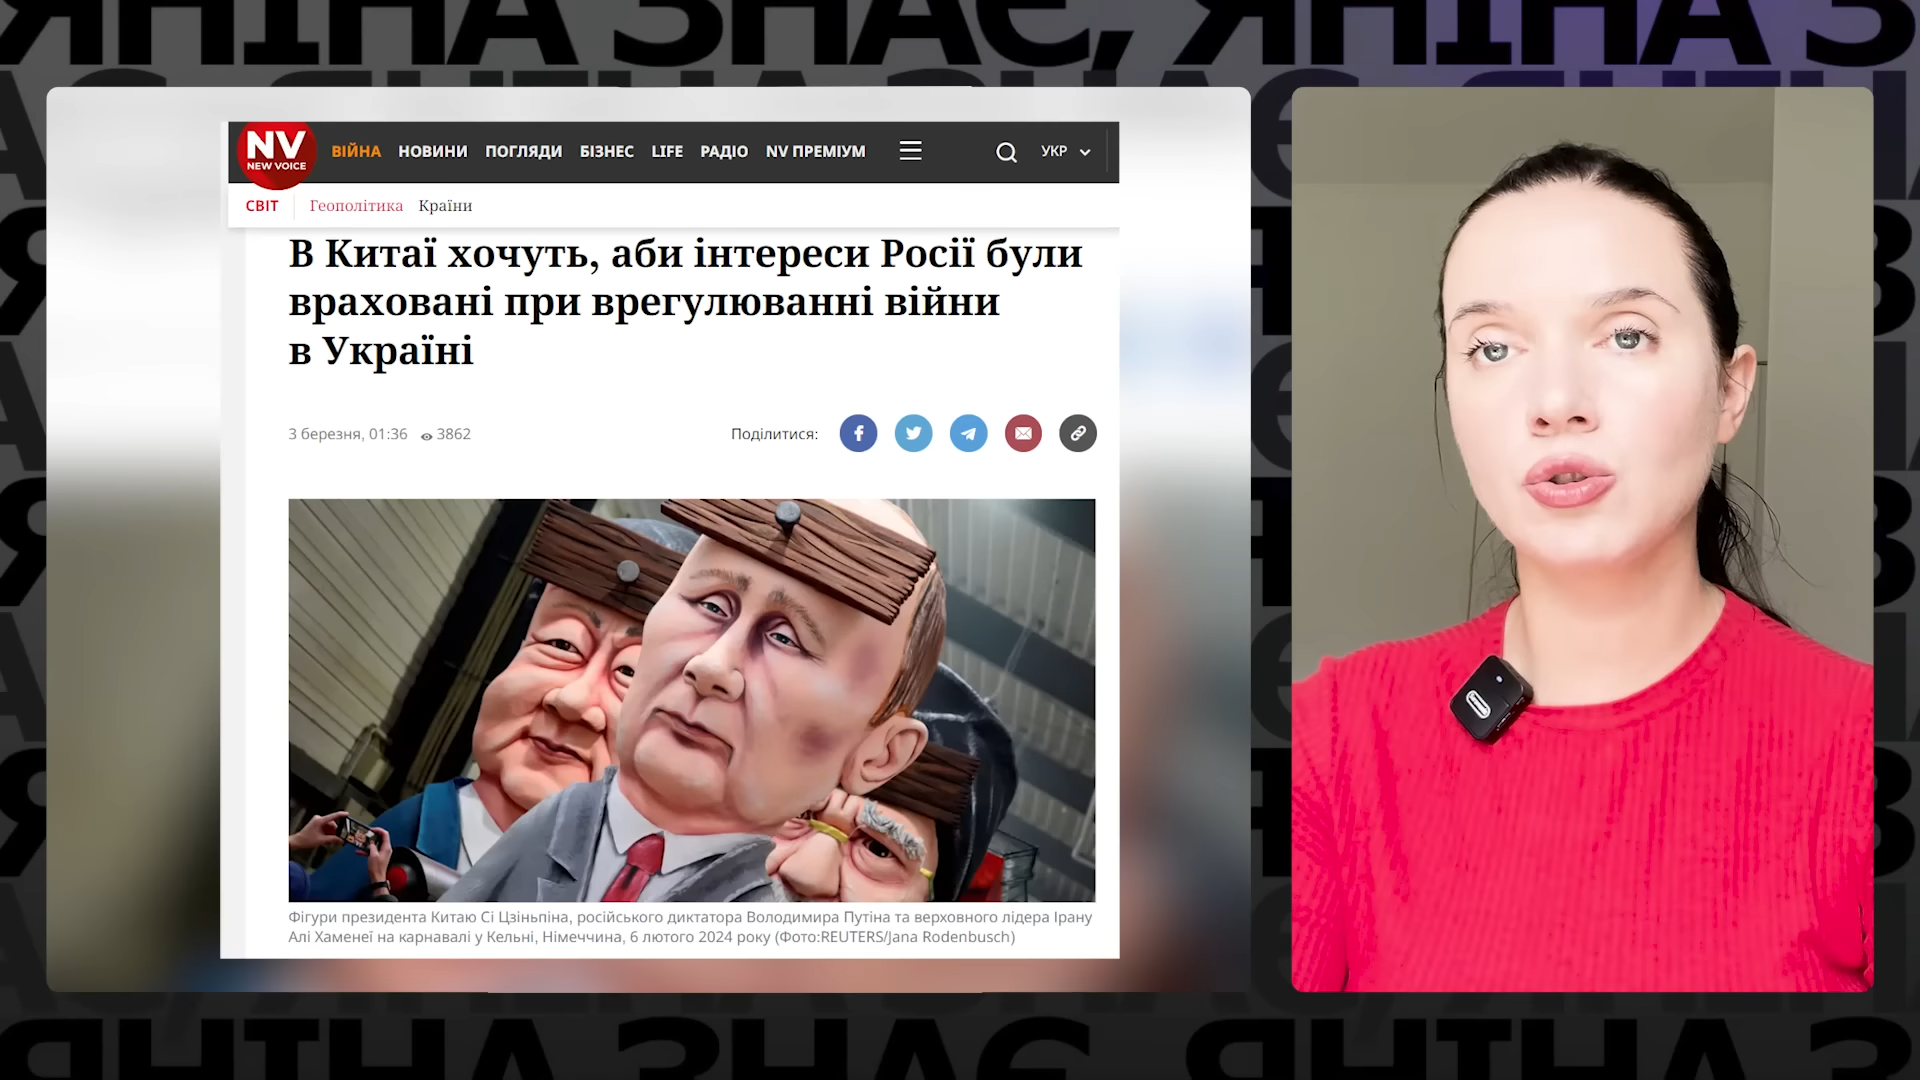 ЯНІНА ЗНАЄ, ЯНІНА З
NV
NEW VOICE
ВІЙНА НОВИНИ ПОГЛЯДИ БІЗНЕС LIFE РАДІО NV ПРЕМІУМ
УКР
СВІТ Геополітика Країни
В Китаї хочуть, аби інтереси Росії були
враховані при врегулюванні війни
в Україні
3 березня, 01:36 3862
Поділитися:
Фігури президента Китаю Сі Цзіньпіна, російського диктатора Володимира Путіна та верховного лідера Ірану
Алі Хаменеї на карнавалі у Кельні, Німеччина, 6 лютого 2024 року (Фото:REUTERS/Jana Rodenbusch)
ЯНІНА ЗНАЄ, ЯНІНА З